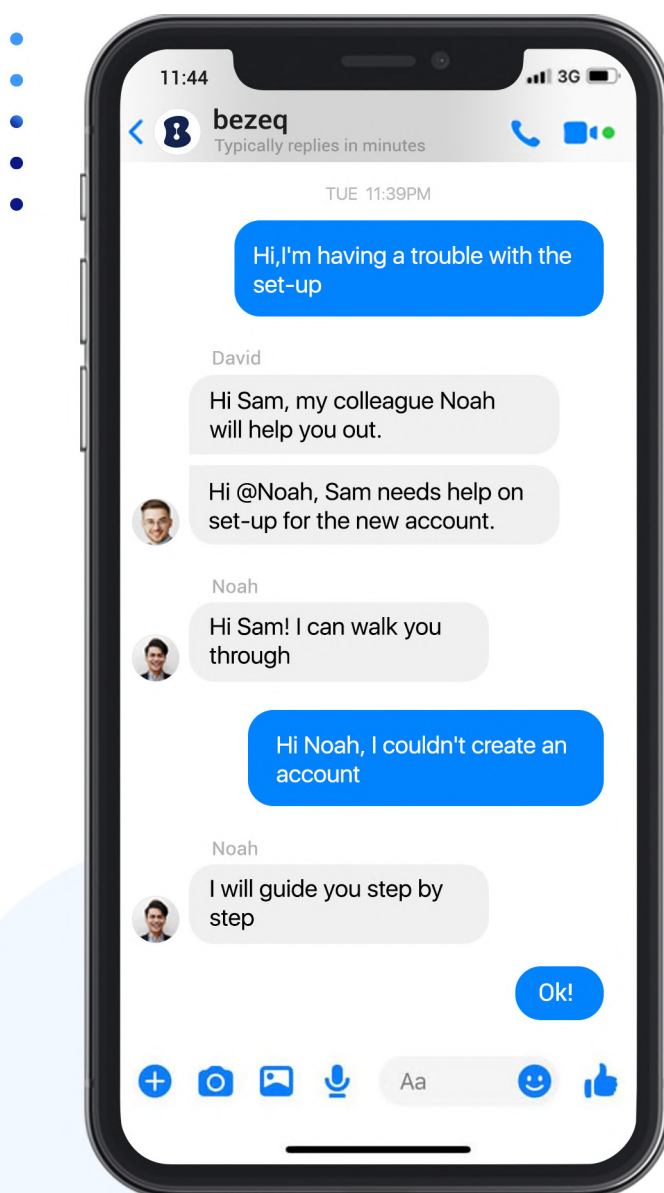 11:44
3G
bezeq
Typically replies in minutes
TUE 11:39PM
Hi,I'm having a trouble with the
set-up
David
Hi Sam, my colleague Noah
will help you out.
Hi @Noah, Sam needs help on
set-up for the new account.
Noah
Hi Sam! I can walk you
through
Hi Noah, I couldn't create an
account
Noah
I will guide you step by
step
Ok!
Aa